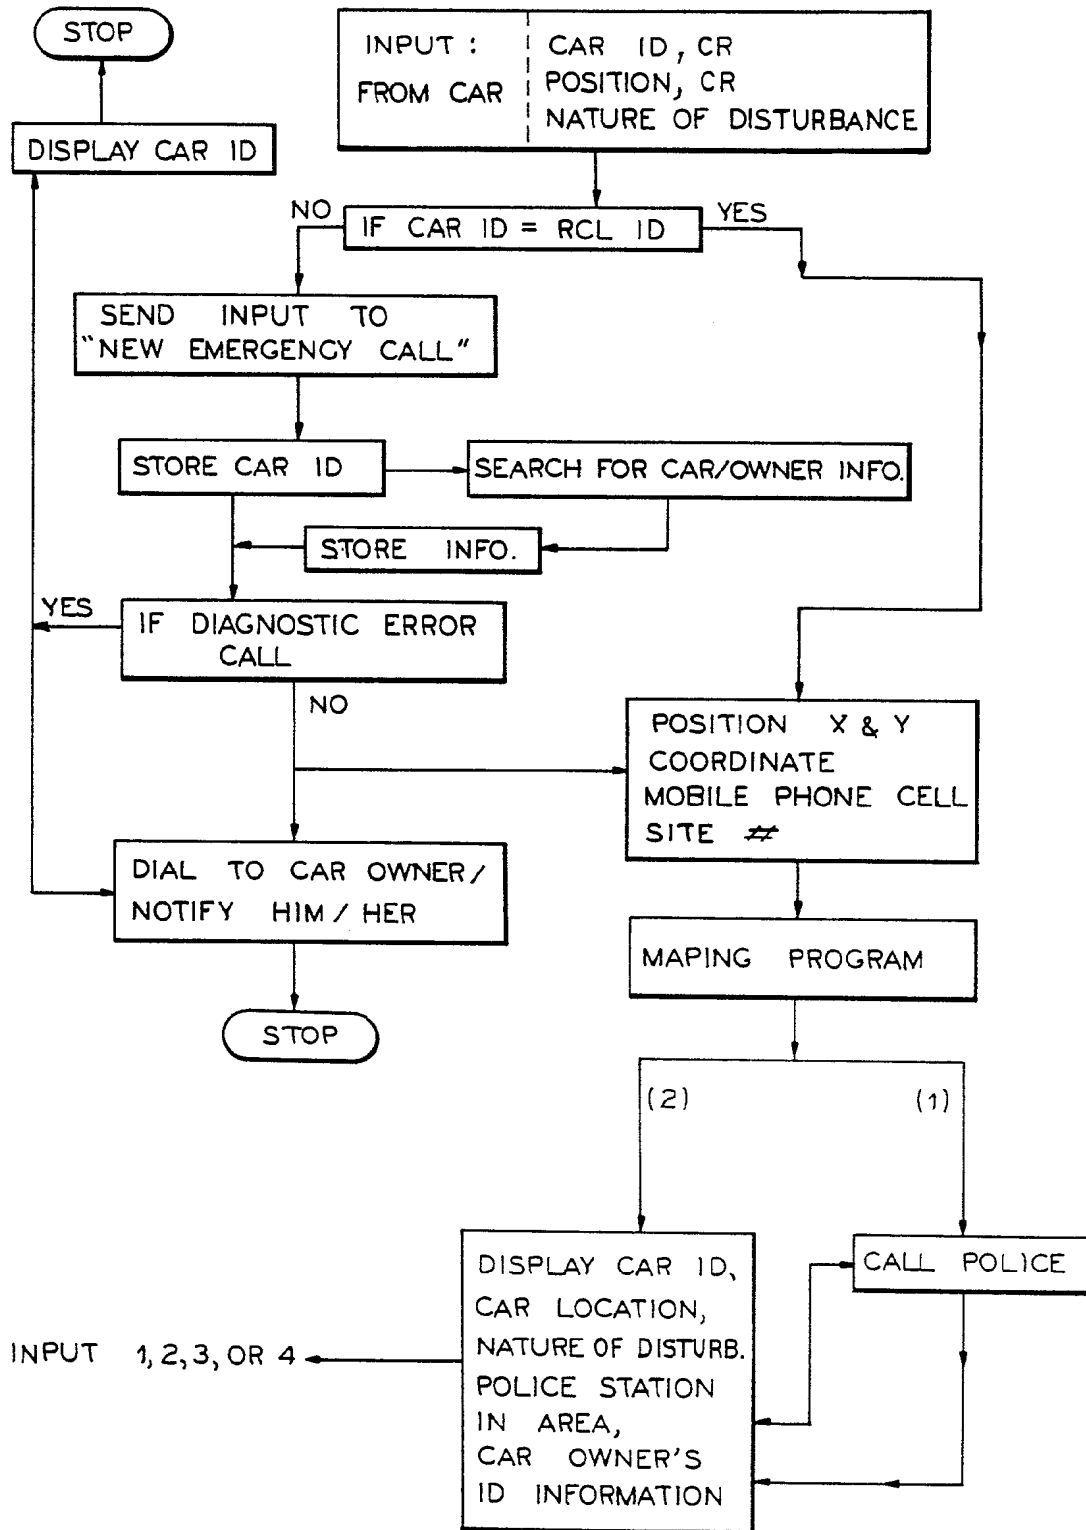 STOP
INPUT :
FROM CAR
CAR ID, CR
POSITION, CR
NATURE OF DISTURBANCE
DISPLAY CAR ID
NO
IF CAR ID = RCL ID
YES
SEND INPUT TO
"NEW EMERGENCY CALL"
STORE CAR ID
SEARCH FOR CAR/OWNER INFO.
STORE INFO.
YES
IF DIAGNOSTIC ERROR
CALL
NO
POSITION X & Y
COORDINATE
MOBILE PHONE CELL
SITE #
DIAL TO CAR OWNER/
NOTIFY HIM / HER
MAPING PROGRAM
STOP
(2)
(1)
DISPLAY CAR ID,
CAR LOCATION,
NATURE OF DISTURB.
POLICE STATION
IN AREA,
CAR OWNER'S
ID INFORMATION
CALL POLICE
INPUT 1, 2, 3, OR 4